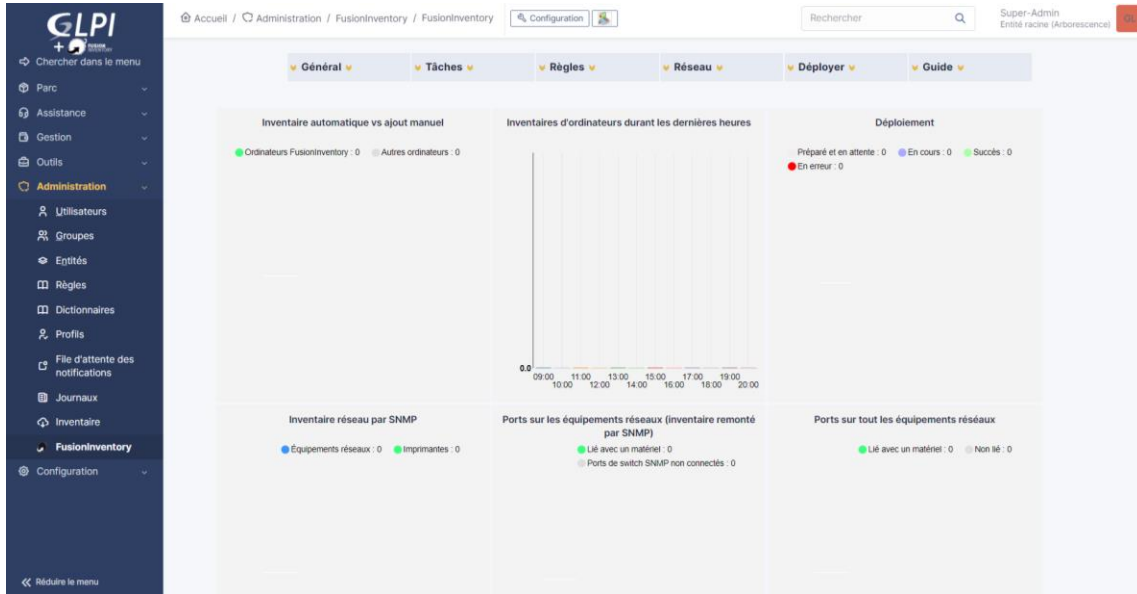 GLPI
+ FUSION INVENTORY
Chercher dans le menu
Parc
Assistance
Gestion
Outils
Administration
Utilisateurs
Groupes
Entités
Règles
Dictionnaires
Profils
File d'attente des
notifications
Journaux
Inventaire
FusionInventory
Configuration
Réduire le menu
Accueil / Administration / FusionInventory / FusionInventory
Configuration
Rechercher
Super-Admin
Entité racine (Arborescence)
GL
Général
Tâches
Règles
Réseau
Déployer
Guide
Inventaire automatique vs ajout manuel
Ordinateurs FusionInventory : 0 Autres ordinateurs : 0
Inventaires d'ordinateurs durant les dernières heures
0.0
09:00 11:00 13:00 15:00 17:00 19:00
10:00 12:00 14:00 16:00 18:00 20:00
Déploiement
Préparé et en attente : 0 En cours : 0 Succès : 0
En erreur : 0
Inventaire réseau par SNMP
Équipements réseaux : 0 Imprimantes : 0
Ports sur les équipements réseaux (inventaire remonté
par SNMP)
Lié avec un matériel : 0
Ports de switch SNMP non connectés : 0
Ports sur tout les équipements réséaux
Lié avec un matériel : 0 Non lié : 0